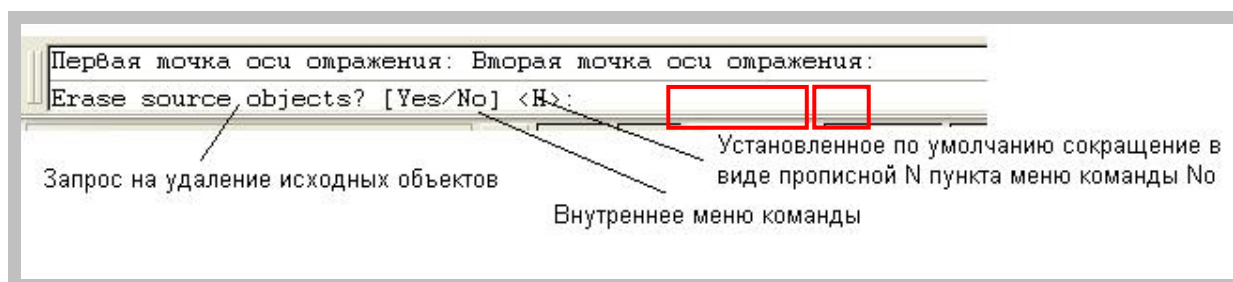 Первая точка оси отражения: Вторая точка оси отражения:
Erase source objects? [Yes/No] <Н>:
Установленное по умолчанию сокращение в
виде прописной N пункта меню команды No
Запрос на удаление исходных объектов
Внутреннее меню команды